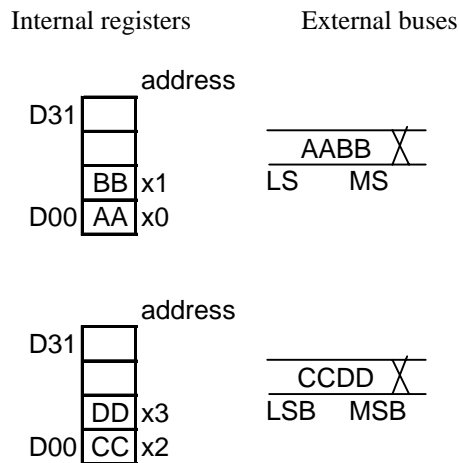 Internal registers External buses
address
D31
AABB
BB x1
LS MS
D00 AA x0
address
D31
CCDD
DD x3
LSB MSB
D00 CC x2